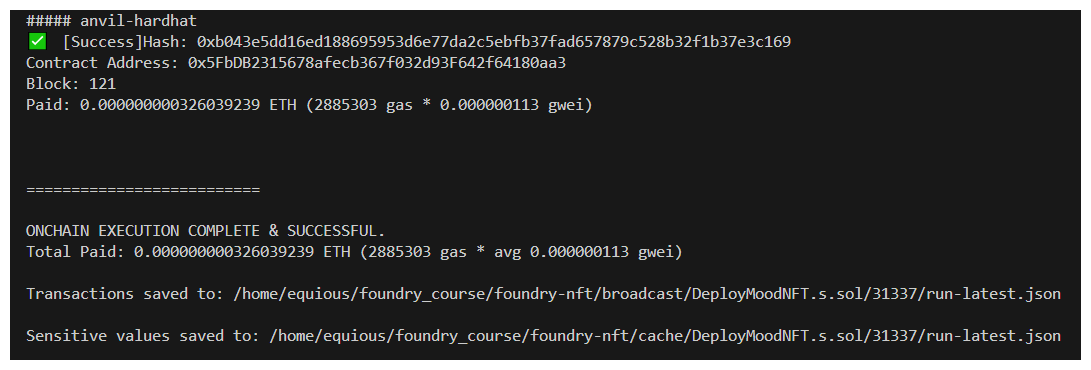 ##### anvil-hardhat
✅ [Success]Hash: 0xb043e5dd16ed188695953d6e77da2c5ebfb37fad657879c528b32f1b37e3c169
Contract Address: 0x5FbDB2315678afecb367f032d93F642f64180aa3
Block: 121
Paid: 0.000000000326039239 ETH (2885303 gas * 0.000000113 gwei)
==========================
ONCHAIN EXECUTION COMPLETE & SUCCESSFUL.
Total Paid: 0.000000000326039239 ETH (2885303 gas * avg 0.000000113 gwei)
Transactions saved to: /home/equious/foundry_course/foundry-nft/broadcast/DeployMoodNFT.s.sol/31337/run-latest.json
Sensitive values saved to: /home/equious/foundry_course/foundry-nft/cache/DeployMoodNFT.s.sol/31337/run-latest.json